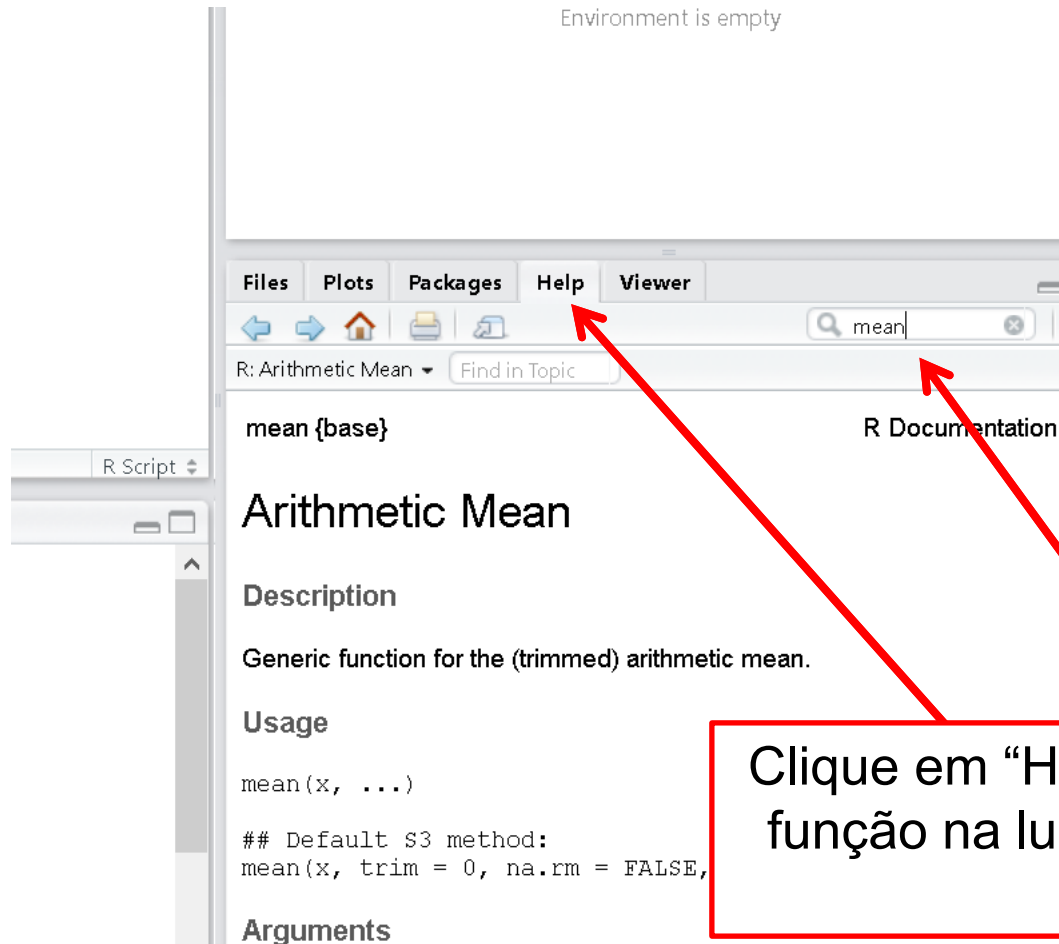 Environment is empty
Files Plots Packages Help Viewer
mean
R: Arithmetic Mean Find in Topic
mean {base} R Documentation
R Script
Arithmetic Mean
Description
Generic function for the (trimmed) arithmetic mean.
Usage
mean(x, ...)
## Default S3 method:
mean(x, trim = 0, na.rm = FALSE,
Arguments
Clique em “H
função na lu